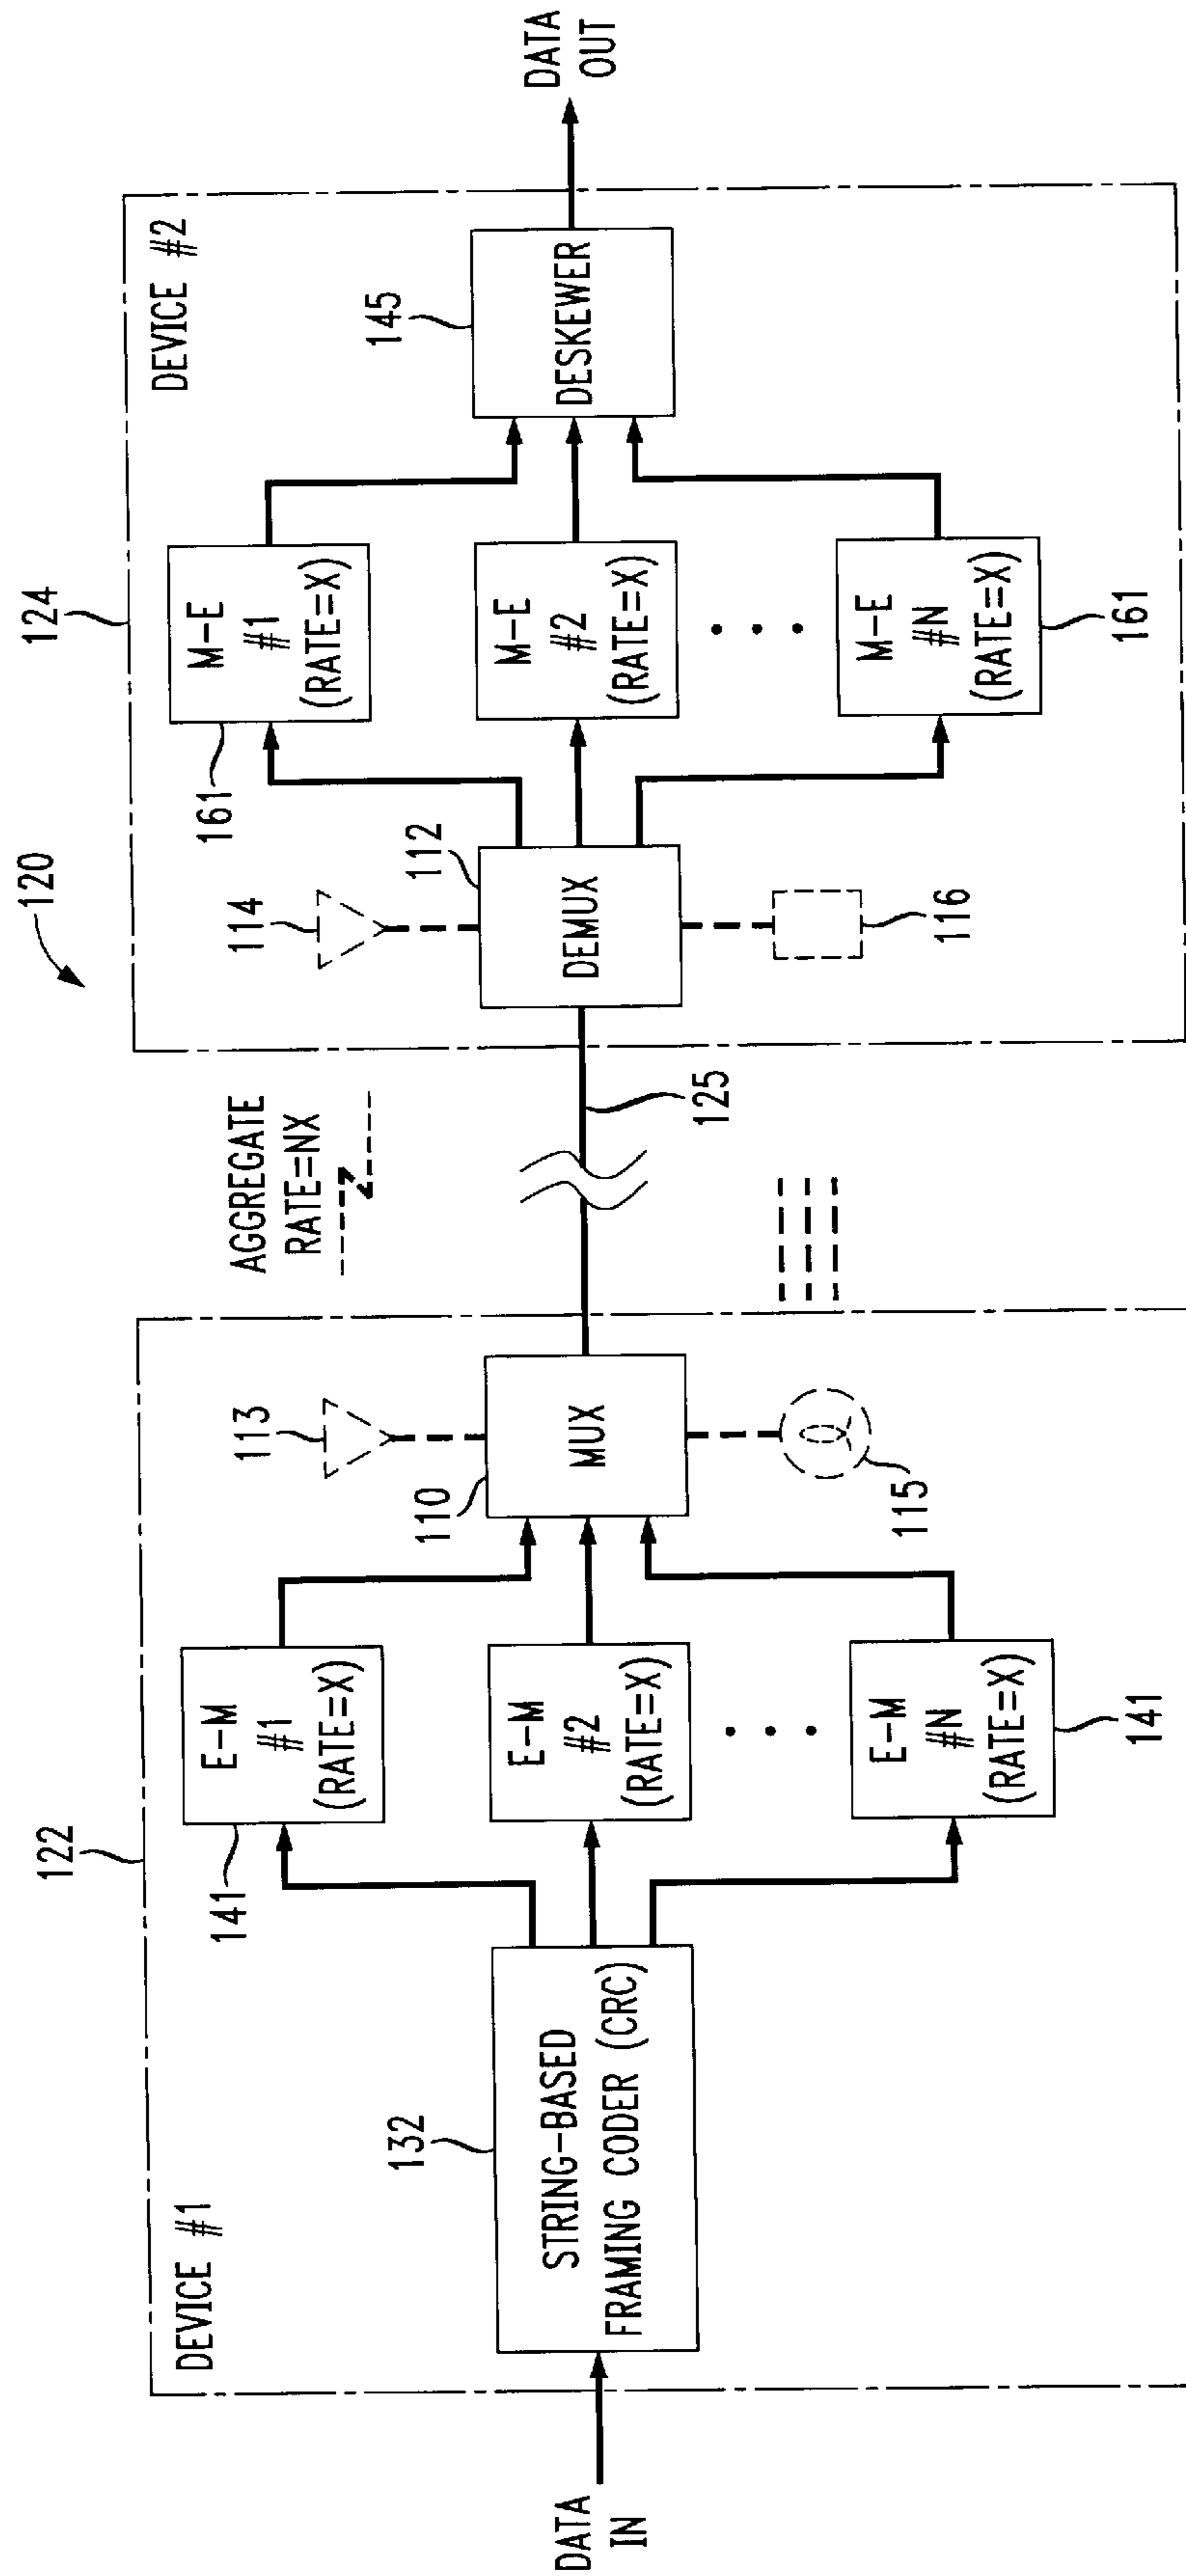 120
122
DEVICE #1
DATA
IN
132
STRING-BASED
FRAMING CODER (CRC)
141
E-M
#1
(RATE=X)
E-M
#2
(RATE=X)
E-M
#N
(RATE=X)
141
110
MUX
113
115
AGGREGATE
RATE=NX
125
124
DEVICE #2
114
112
DEMUX
116
161
M-E
#1
(RATE=X)
M-E
#2
(RATE=X)
M-E
#N
(RATE=X)
161
145
DESKEWER
DATA
OUT